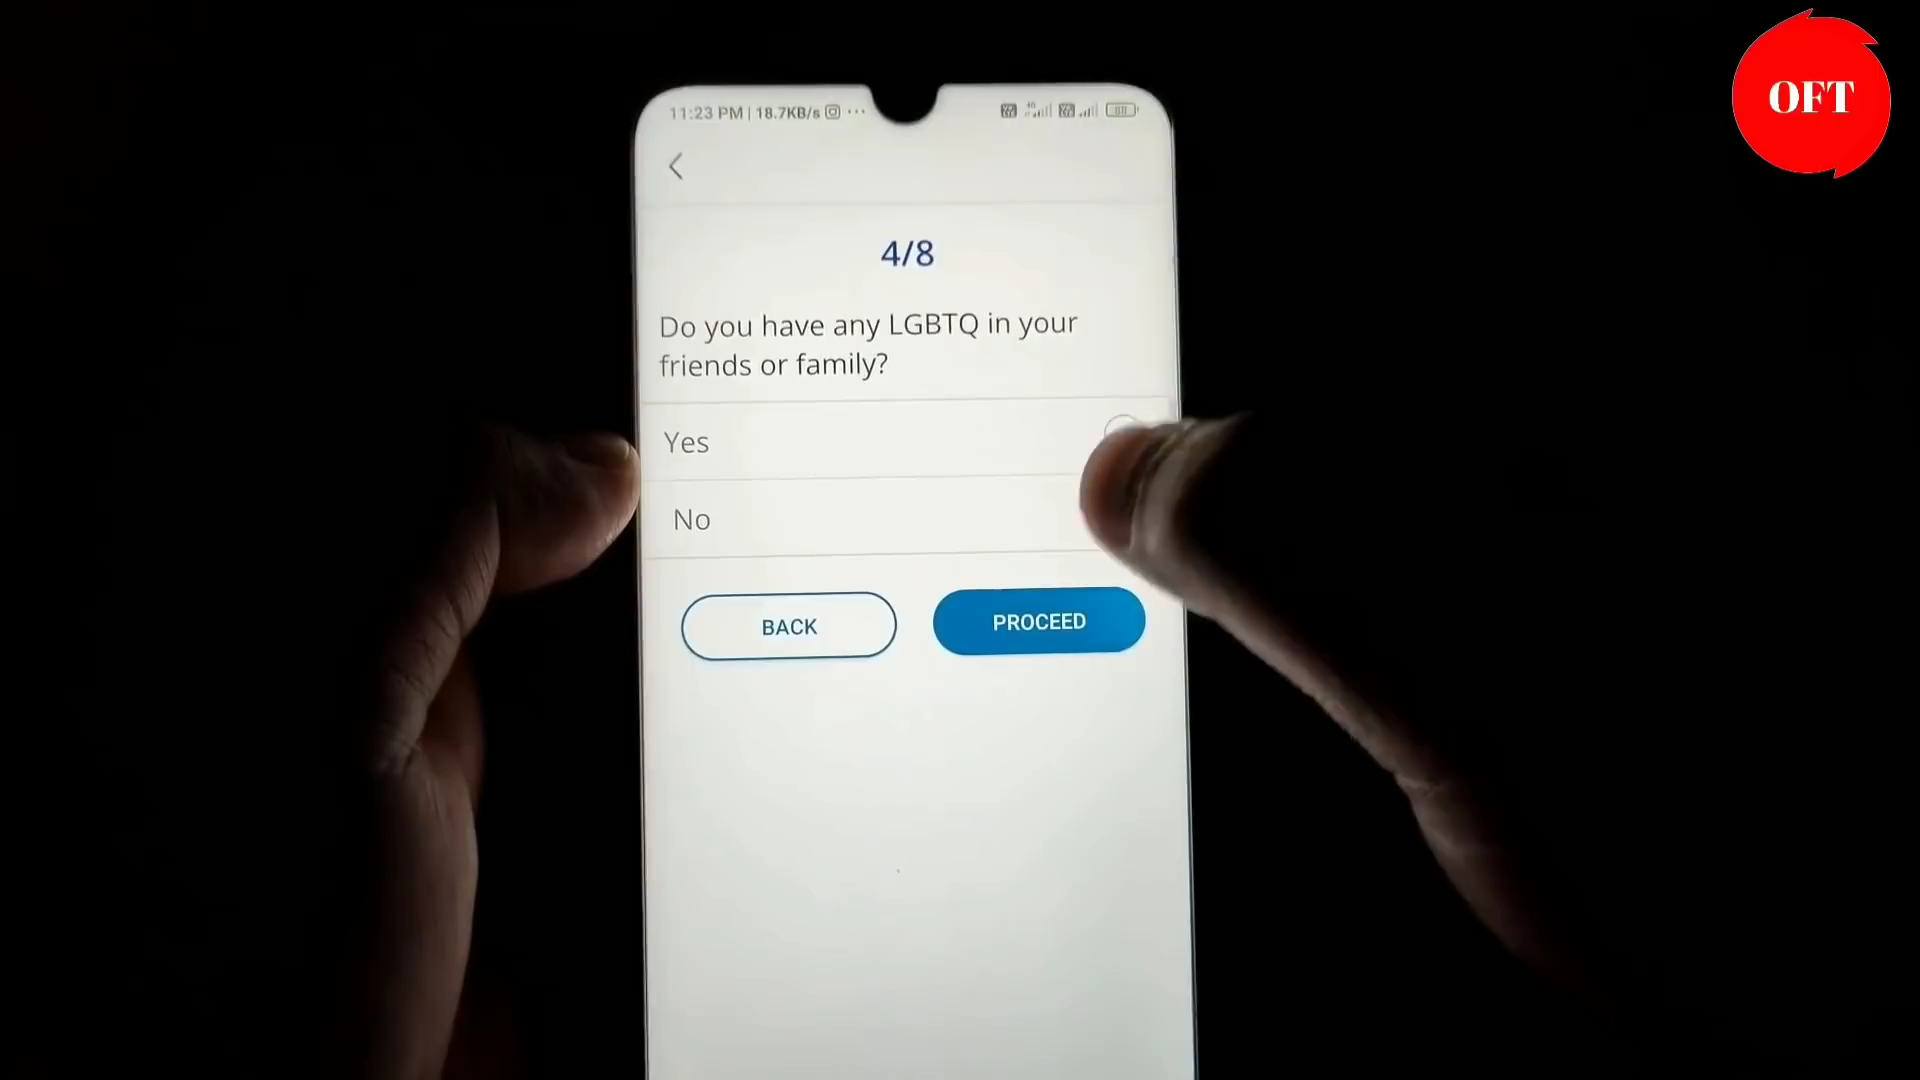 OFT
11:23 PM | 18.7KB/s ...
4/8
Do you have any LGBTQ in your
friends or family?
Yes
No
BACK PROCEED